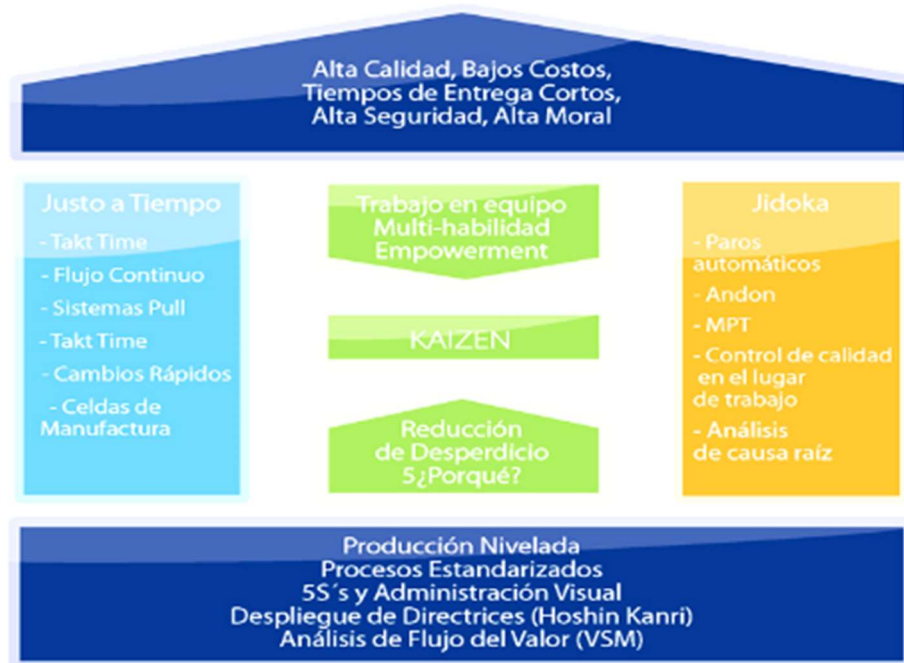 Alta Calidad, Bajos Costos,
Tiempos de Entrega Cortos,
Alta Seguridad, Alta Moral
Justo a Tiempo
- Takt Time
- Flujo Continuo
- Sistemas Pull
- Takt Time
- Cambios Rápidos
- Celdas de
Manufactura
Trabajo en equipo
Multi-habilidad
Empowerment
KAIZEN
Reducción
de Desperdicio
5¿Porqué?
Jidoka
- Paros
automáticos
- Andon
- MPT
- Control de calidad
en el lugar
de trabajo
- Análisis
de causa raíz
Producción Nivelada
Procesos Estandarizados
5S´s y Administración Visual
Despliegue de Directrices (Hoshin Kanri)
Análisis de Flujo del Valor (VSM)